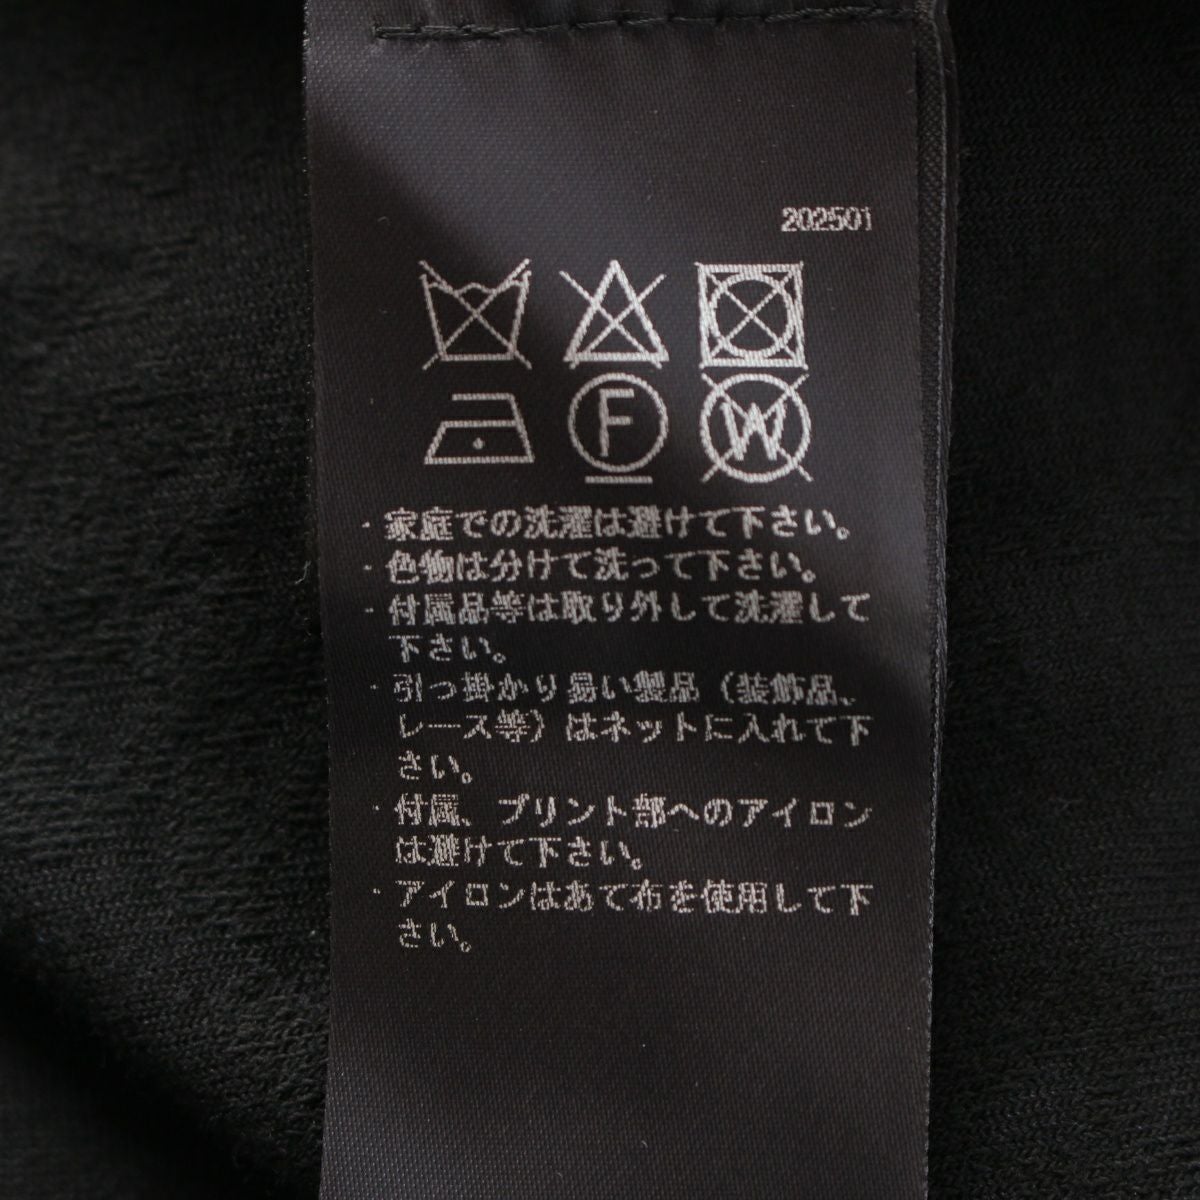 202501
F
W
・家庭での洗濯は避けて下さい。
・色物は分けて洗って下さい。
・付属品等は取り外して洗濯して
下さい。
・引っ掛かり易い製品（装飾品、
レース等）はネットに入れて下
さい。
・付属、プリント部へのアイロン
は避けて下さい。
・アイロンはあて布を使用して下
さい。